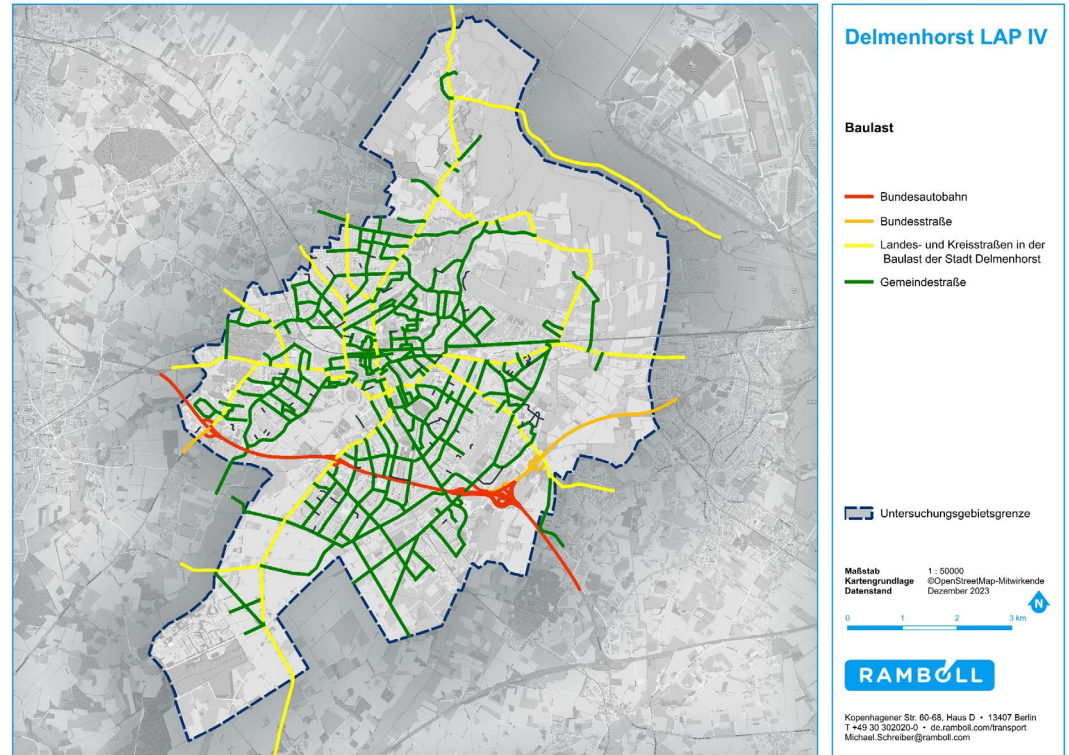 Delmenhorst LAP IV
Baulast
Bundesautobahn
Bundesstraße
Landes- und Kreisstraßen in der
Baulast der Stadt Delmenhorst
Gemeindestraße
Untersuchungsgebietsgrenze
Maßstab 1 : 50000
Kartengrundlage ©OpenStreetMap-Mitwirkende
Datenstand Dezember 2023
N
0 1 2 3 km
RAMBOLL
Kopenhagener Str. 60-68, Haus D • 13407 Berlin
T +49 30 302020-0 • de.ramboll.com/transport
Michael.Schreiber@ramboll.com